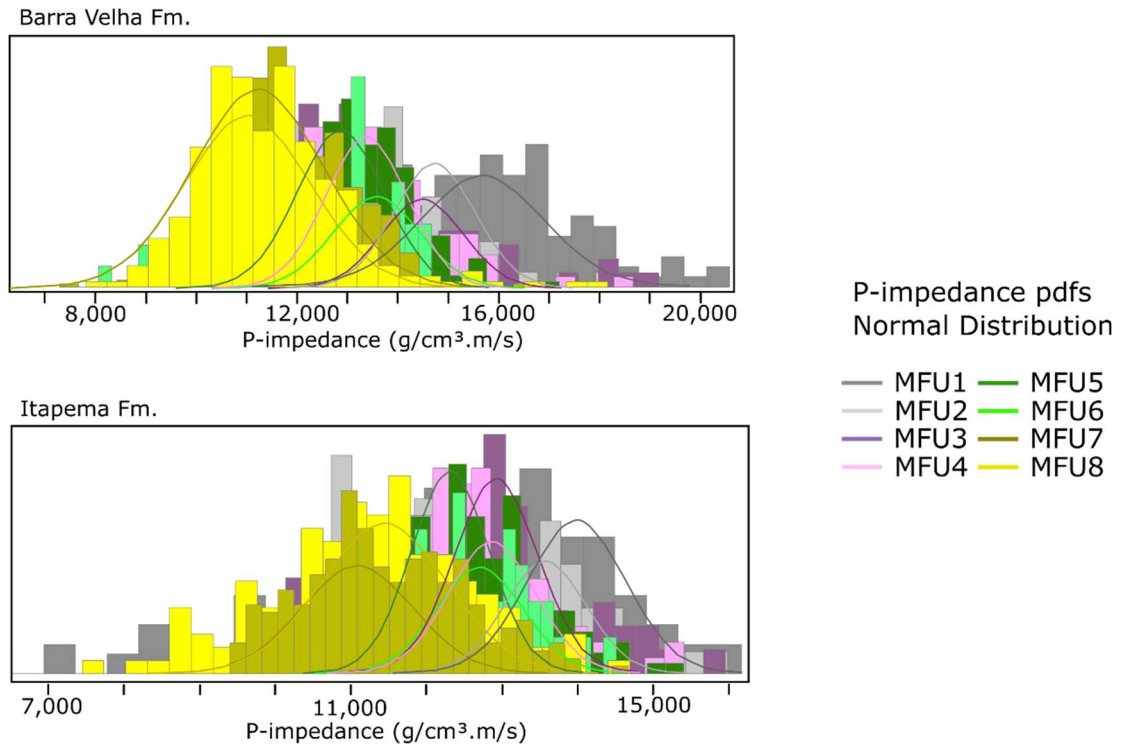 Barra Velha Fm.
8,000 12,000 16,000 20,000
P-impedance (g/cm³.m/s)
Itapema Fm.
7,000 11,000 15,000
P-impedance (g/cm³.m/s)
P-impedance pdfs
Normal Distribution
MFU1 MFU5
MFU2 MFU6
MFU3 MFU7
MFU4 MFU8